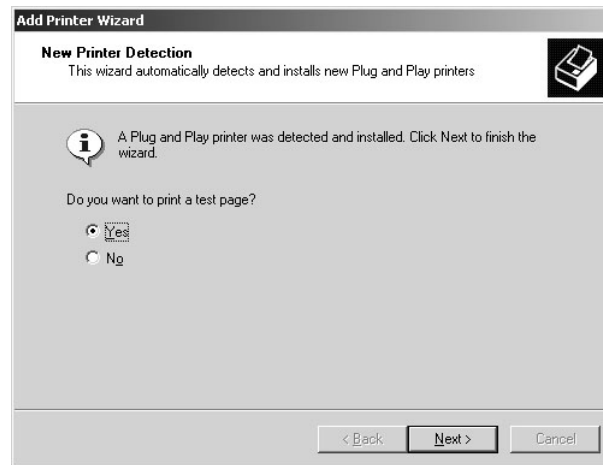 Add Printer Wizard
New Printer Detection
This wizard automatically detects and installs new Plug and Play printers
A Plug and Play printer was detected and installed. Click Next to finish the
wizard.
Do you want to print a test page?
Yes
No
< Back Next > Cancel